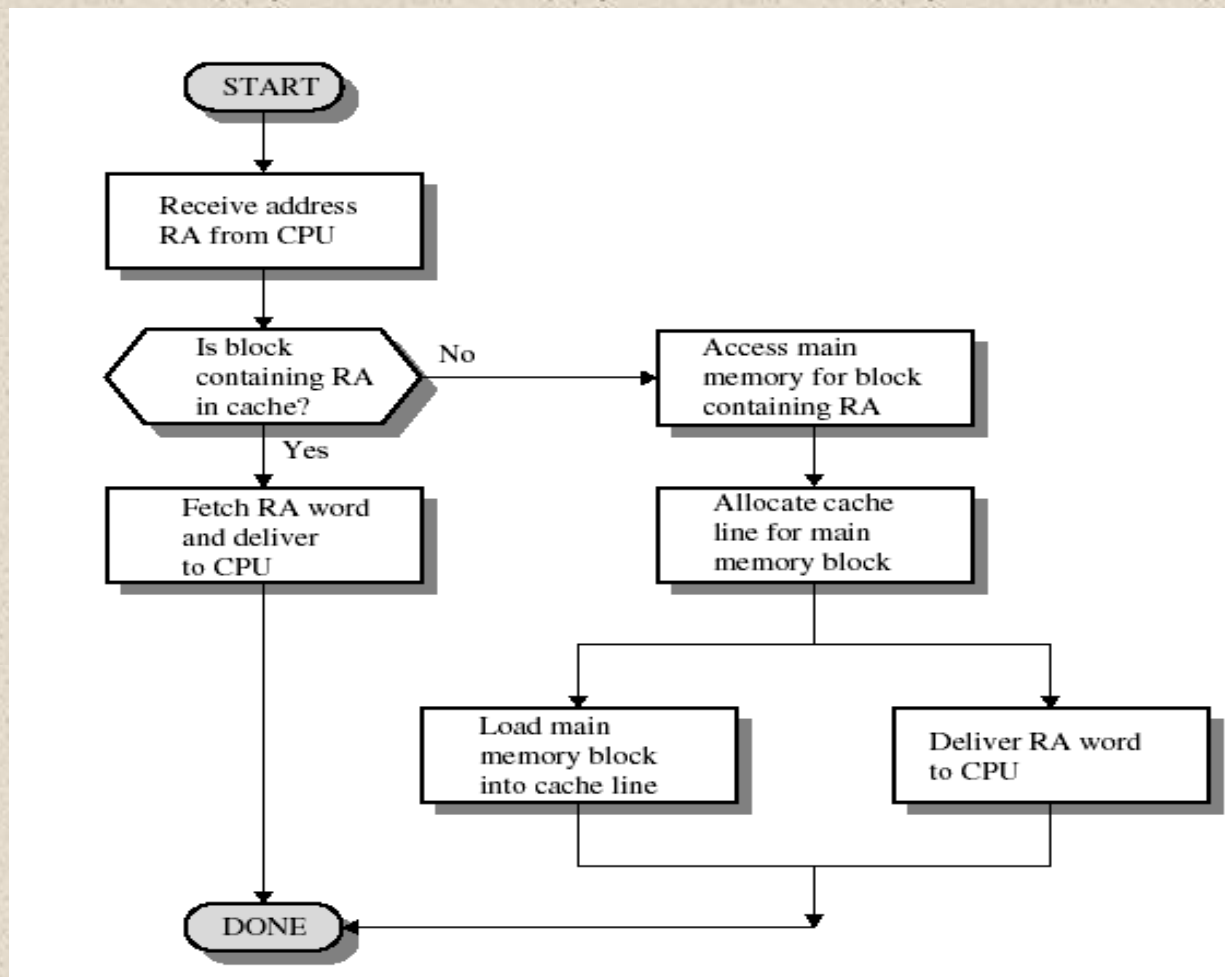 START
Receive address
RA from CPU
Is block
containing RA
in cache?
No
Access main
memory for block
containing RA
Yes
Fetch RA word
and deliver
to CPU
Allocate cache
line for main
memory block
Load main
memory block
into cache line
Deliver RA word
to CPU
DONE